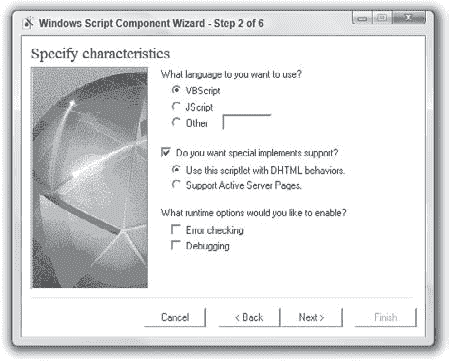 Windows Script Component Wizard - Step 2 of 6
Specify characteristics
What language to you want to use?
VBScript
JScript
Other
Do you want special implements support?
Use this scriptlet with DHTML behaviors.
Support Active Server Pages.
What runtime options would you like to enable?
Error checking
Debugging
Cancel
< Back
Next >
Finish